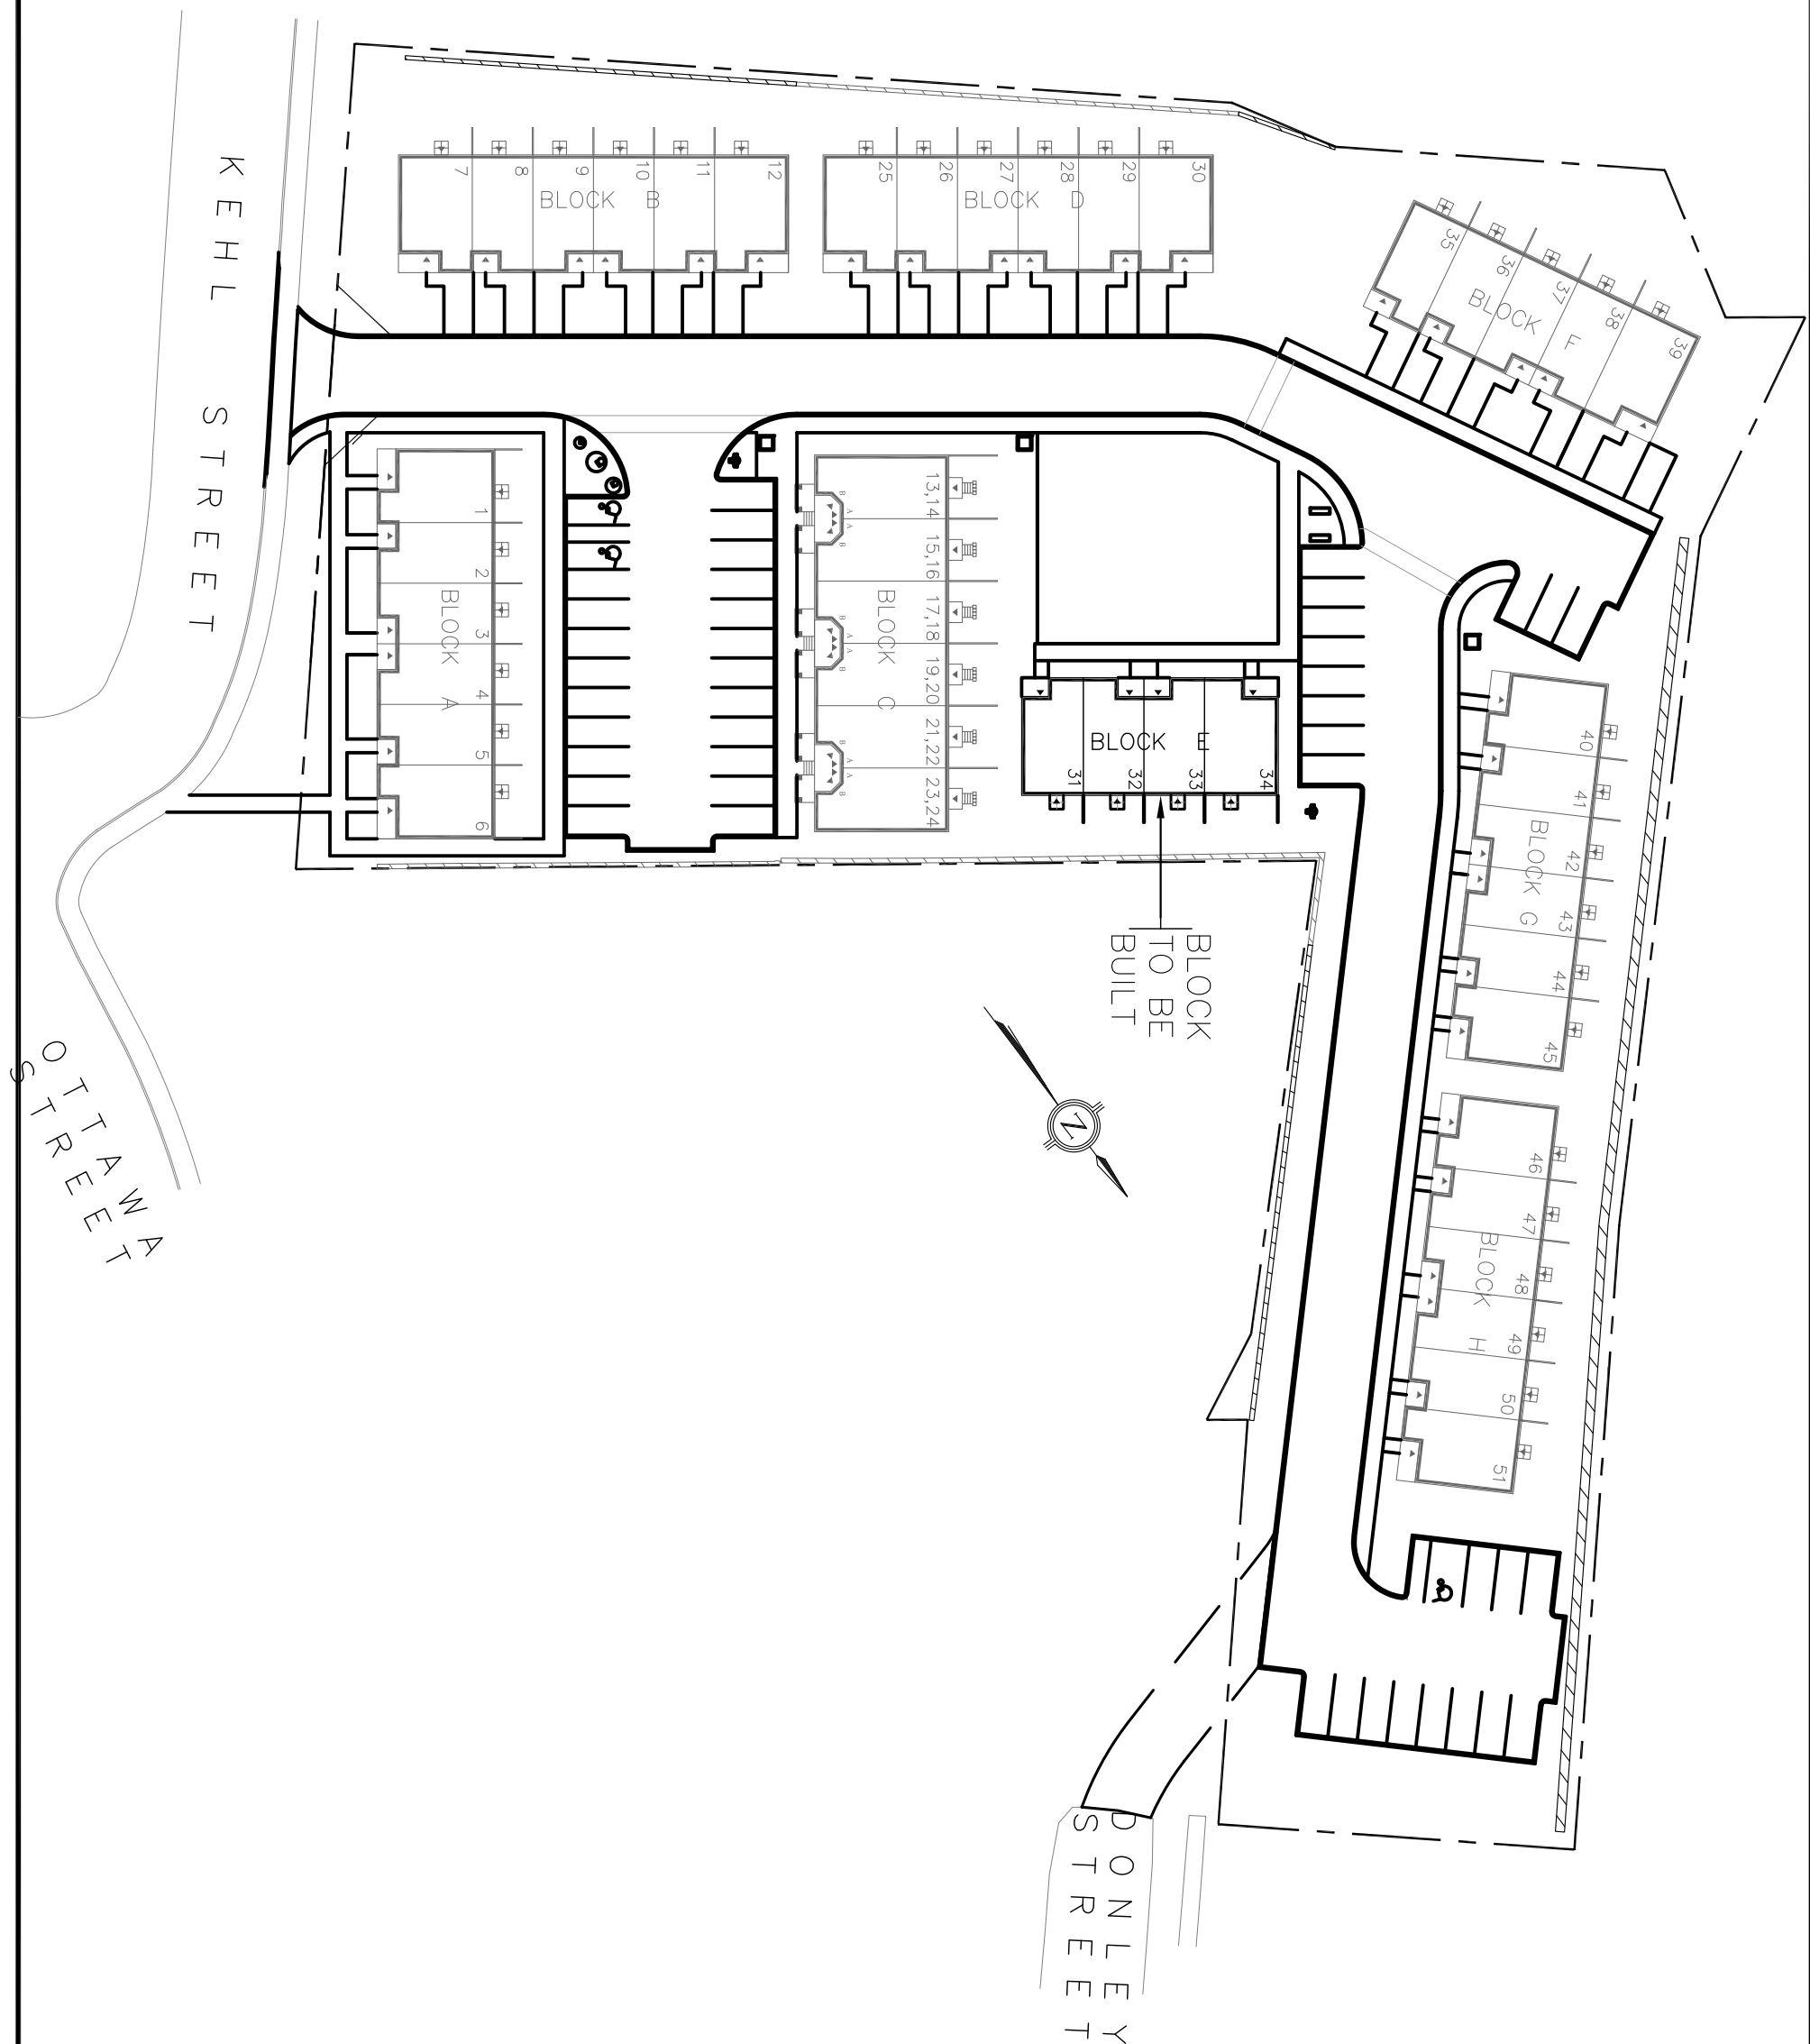 KEHL STREET
OTTAWA
STREET
7
8
9
10
11
12
BLOCK B
25
26
27
28
29
30
BLOCK D
35
36
37
38
39
BLOCK F
1
2
3
4
5
6
BLOCK A
13,14
15,16
17,18
19,20
21,22
23,24
BLOCK C
B
A
A
B
B
A
A
B
B
A
A
B
BLOCK E
31
32
33
34
BLOCK
TO BE
BUILT
N
40
41
42
43
44
45
BLOCK G
46
47
48
49
50
51
BLOCK H
DONLEY
STREET